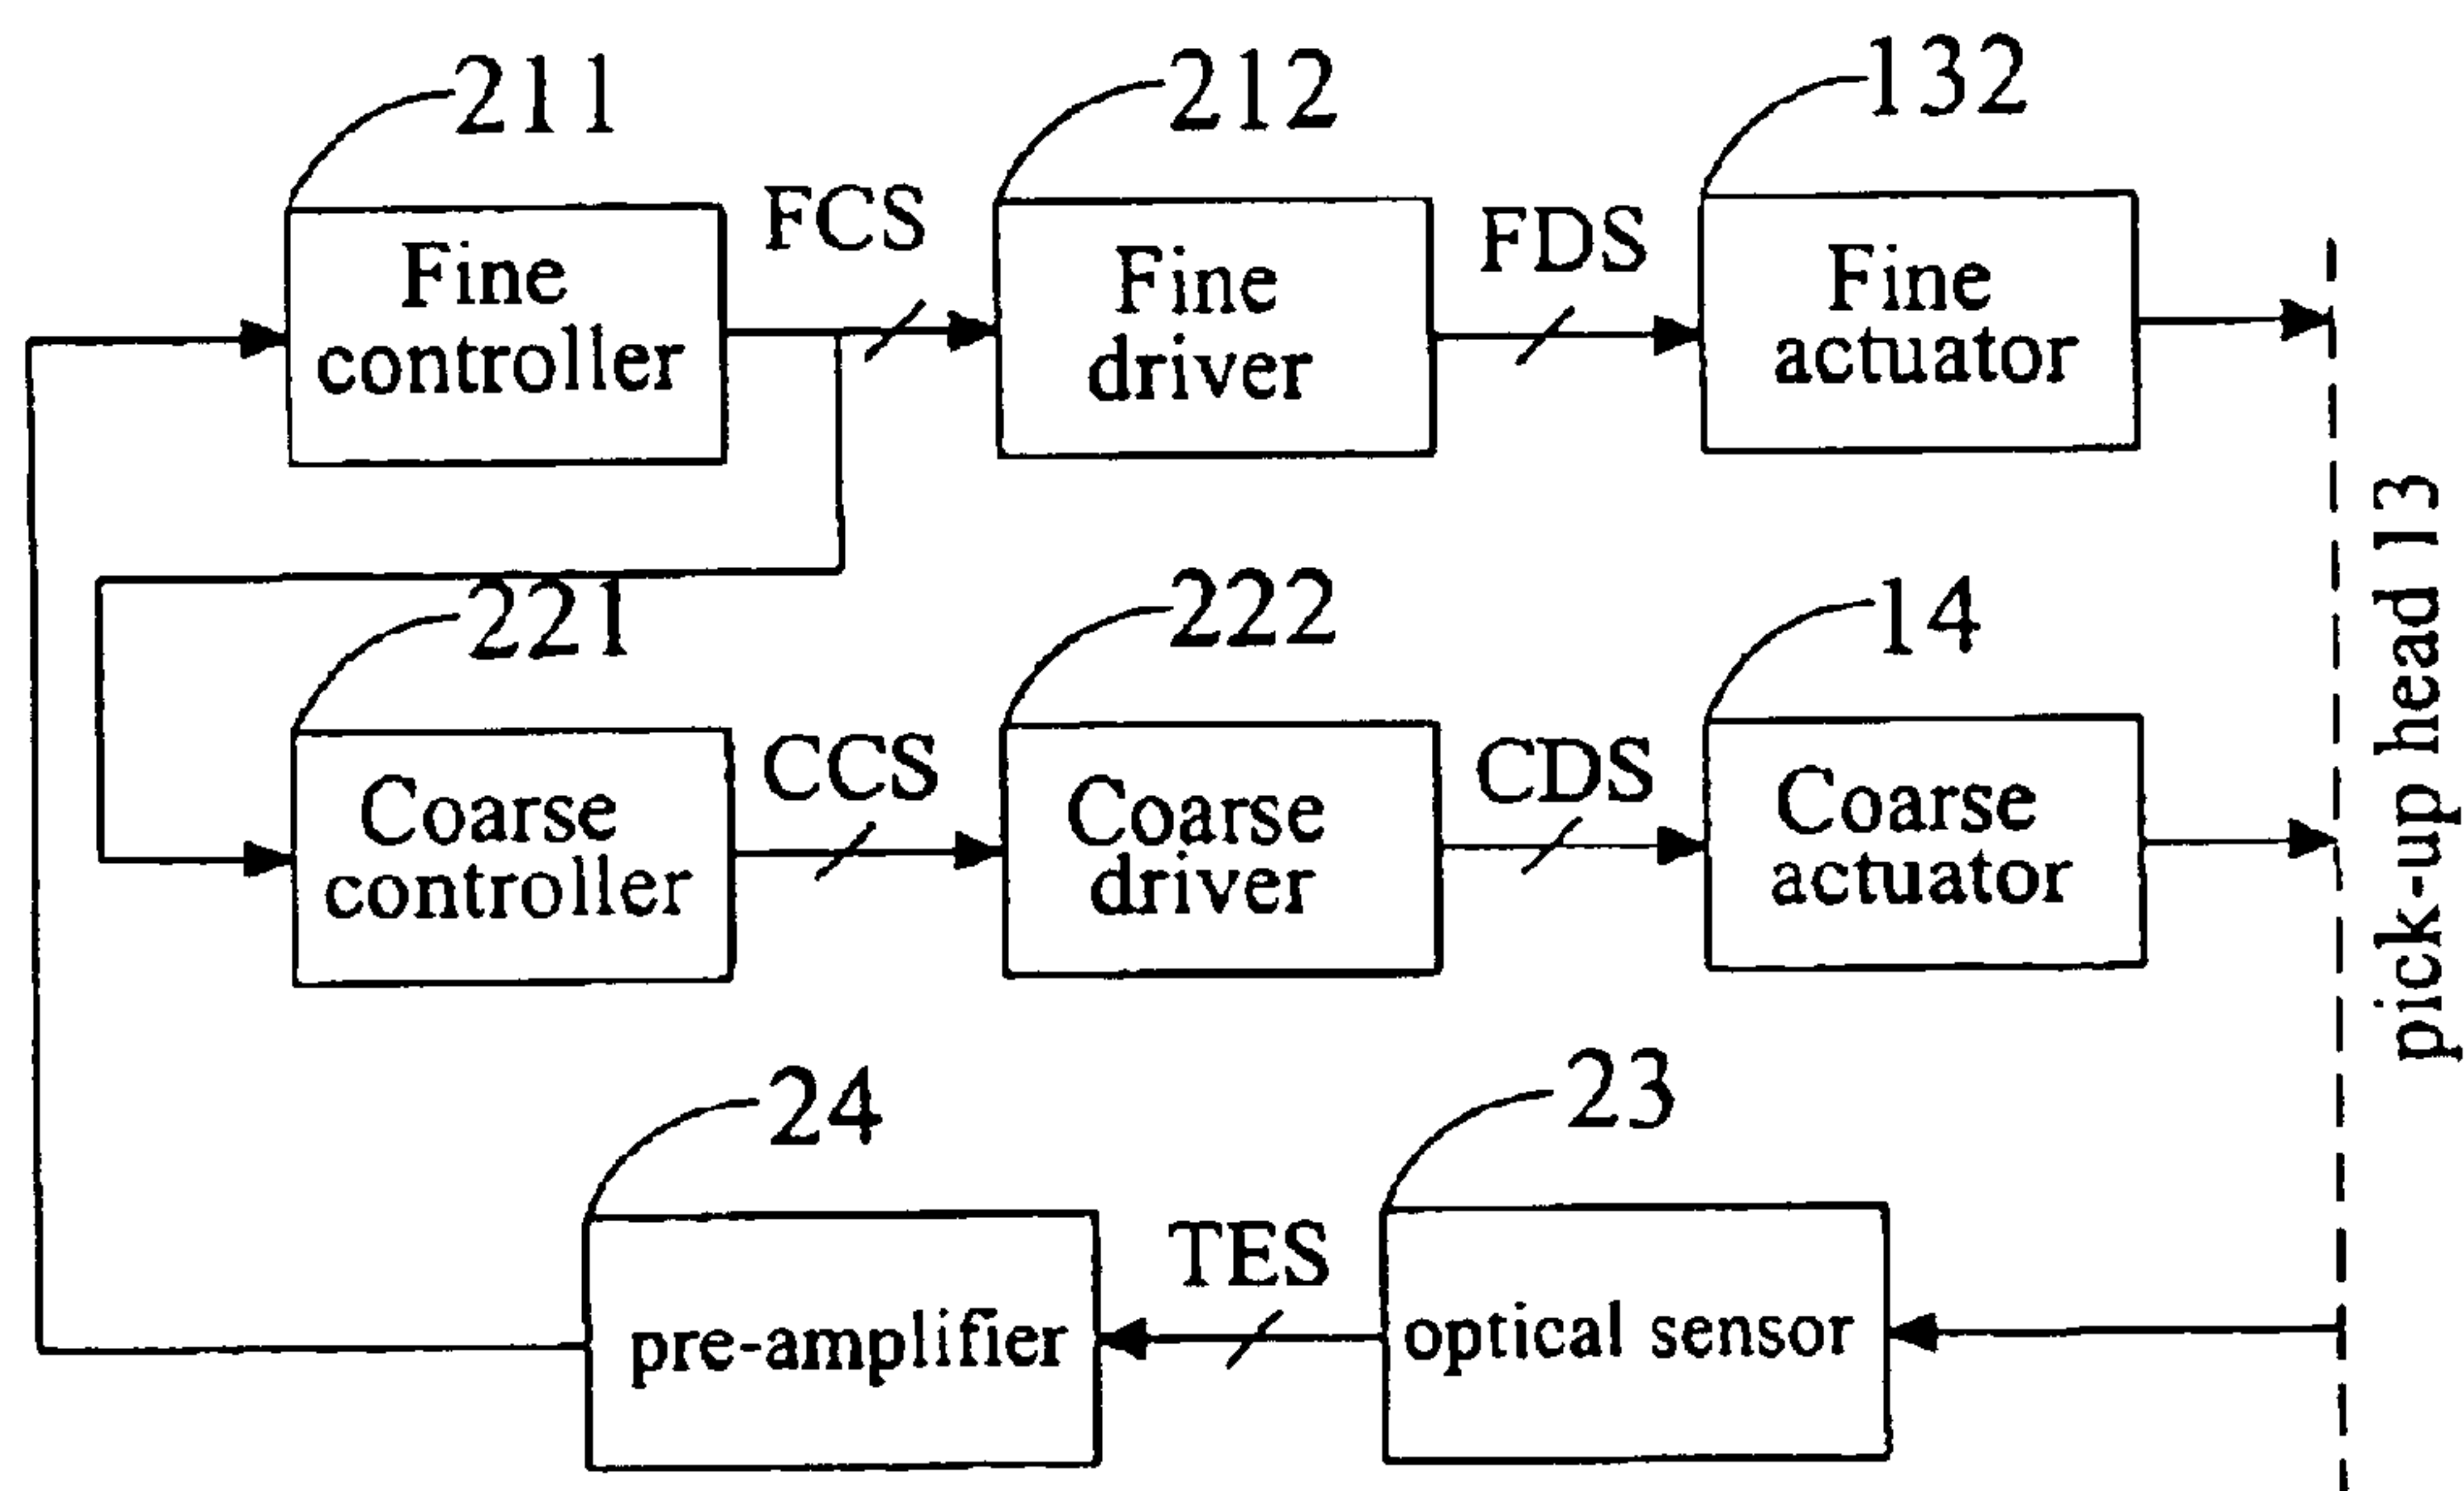 211
212
132
FCS
FDS
Fine
controller
Fine
driver
Fine
actuator
221
222
14
CCS
CDS
Coarse
controller
Coarse
driver
Coarse
actuator
pick-up head 13
24
23
TES
pre-amplifier
optical sensor